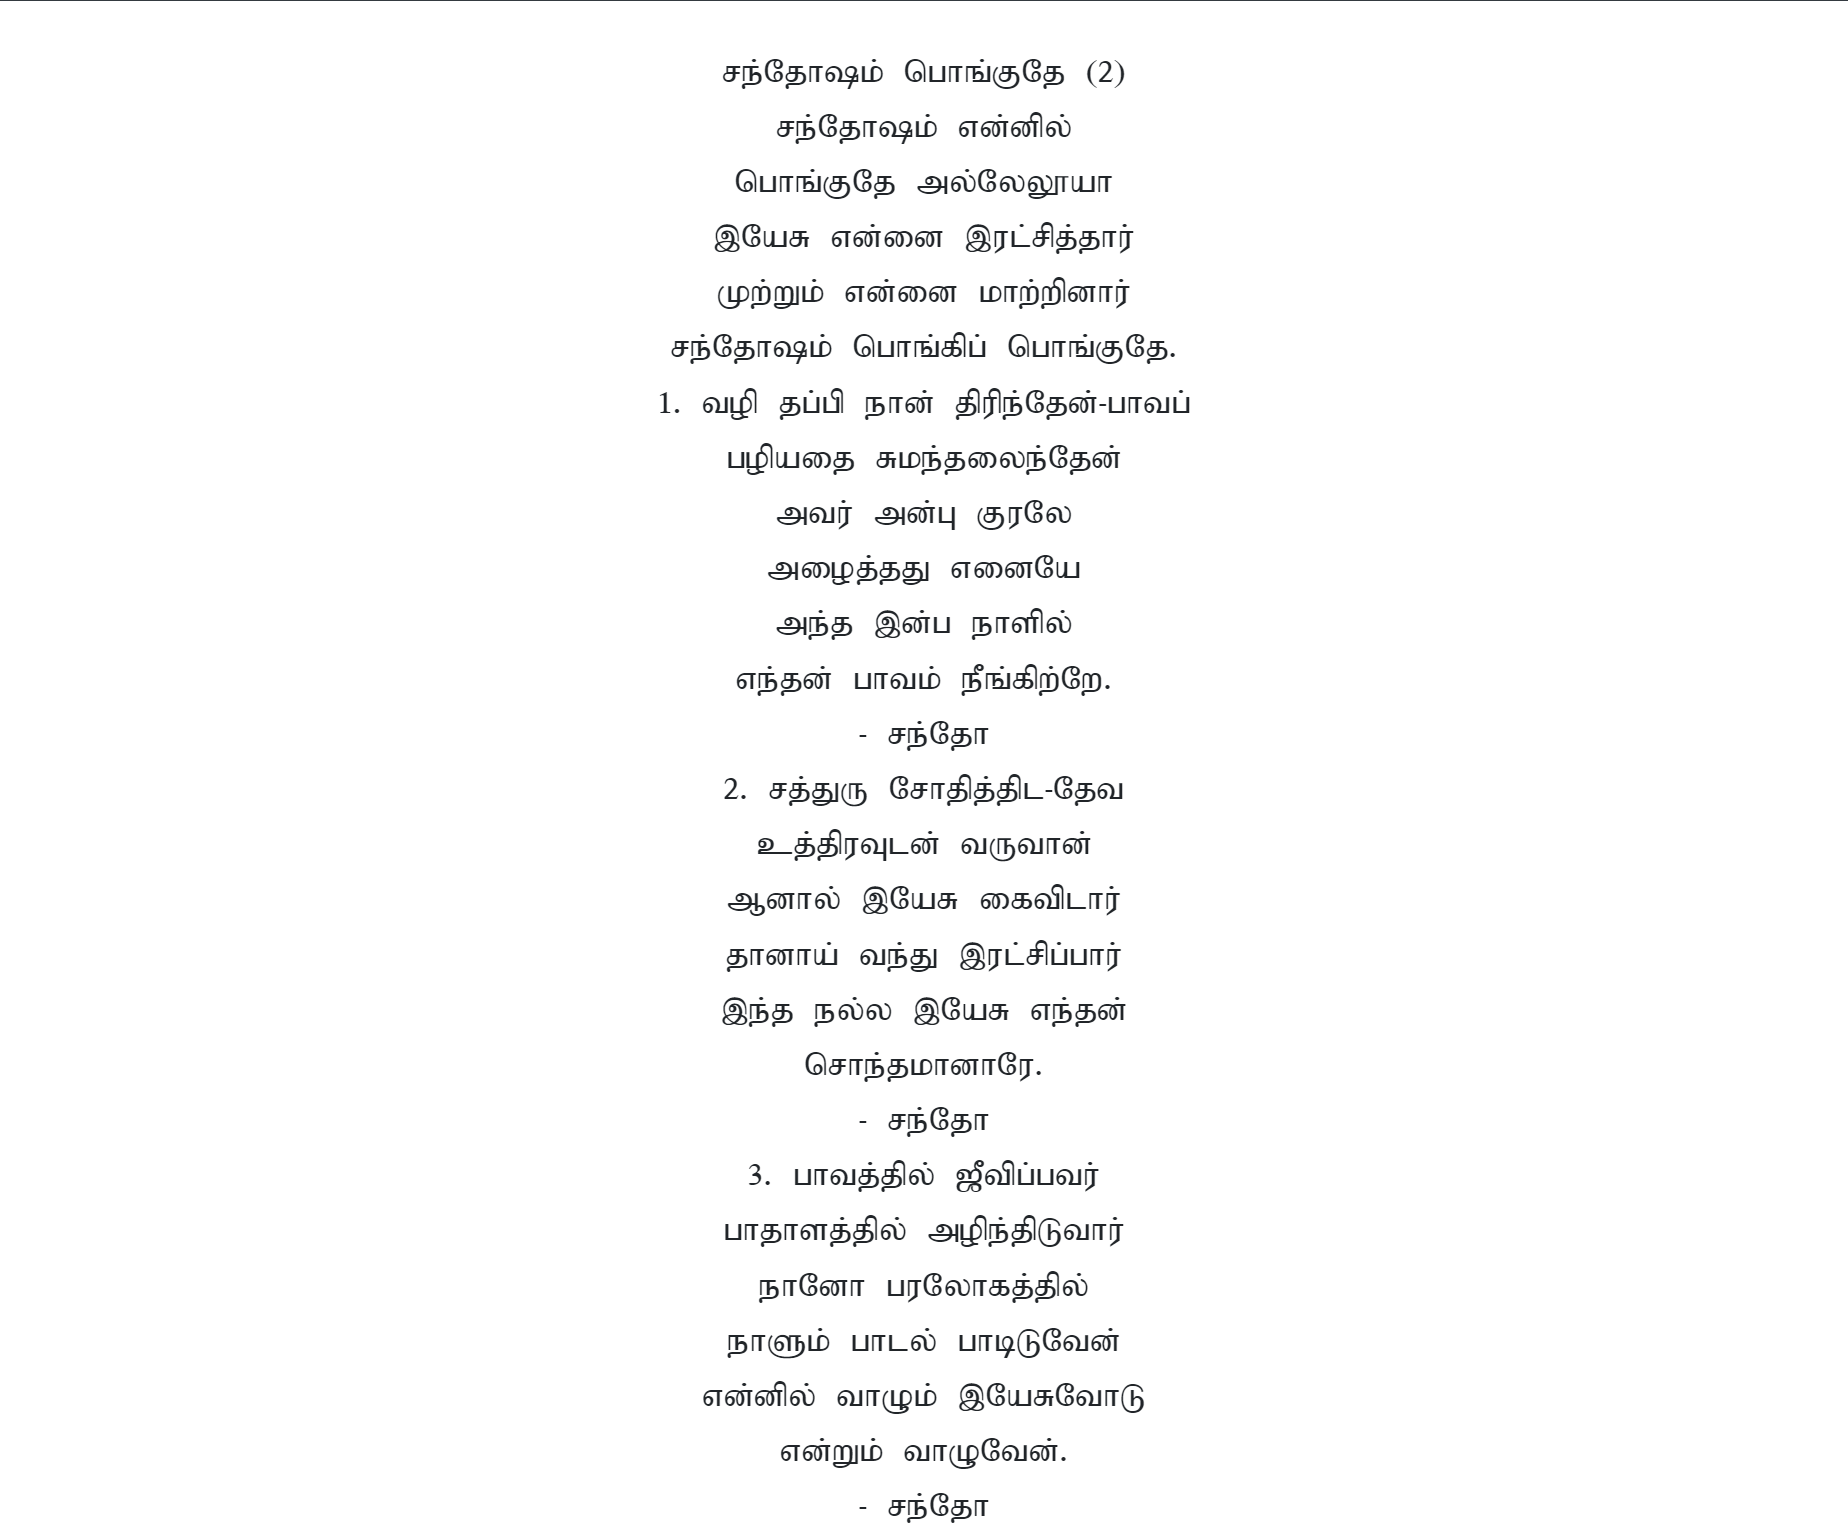 சந்தோஷம் பொங்குதே (2)
சந்தோஷம் என்னில்
பொங்குதே அல்லேலூயா
இயேசு என்னை இரட்சித்தார்
முற்றும் என்னை மாற்றினார்
சந்தோஷம் பொங்கிப் பொங்குதே.
1. வழி தப்பி நான் திரிந்தேன்-பாவப்
பழியதை சுமந்தலைந்தேன்
அவர் அன்பு குரலே
அழைத்தது எனையே
அந்த இன்ப நாளில்
எந்தன் பாவம் நீங்கிற்றே.
- சந்தோ
2. சத்துரு சோதித்திட-தேவ
உத்திரவுடன் வருவான்
ஆனால் இயேசு கைவிடார்
தானாய் வந்து இரட்சிப்பார்
இந்த நல்ல இயேசு எந்தன்
சொந்தமானாரே.
- சந்தோ
3. பாவத்தில் ஜீவிப்பவர்
பாதாளத்தில் அழிந்திடுவார்
நானோ பரலோகத்தில்
நாளும் பாடல் பாடிடுவேன்
என்னில் வாழும் இயேசுவோடு
என்றும் வாழுவேன்.
- சந்தோ